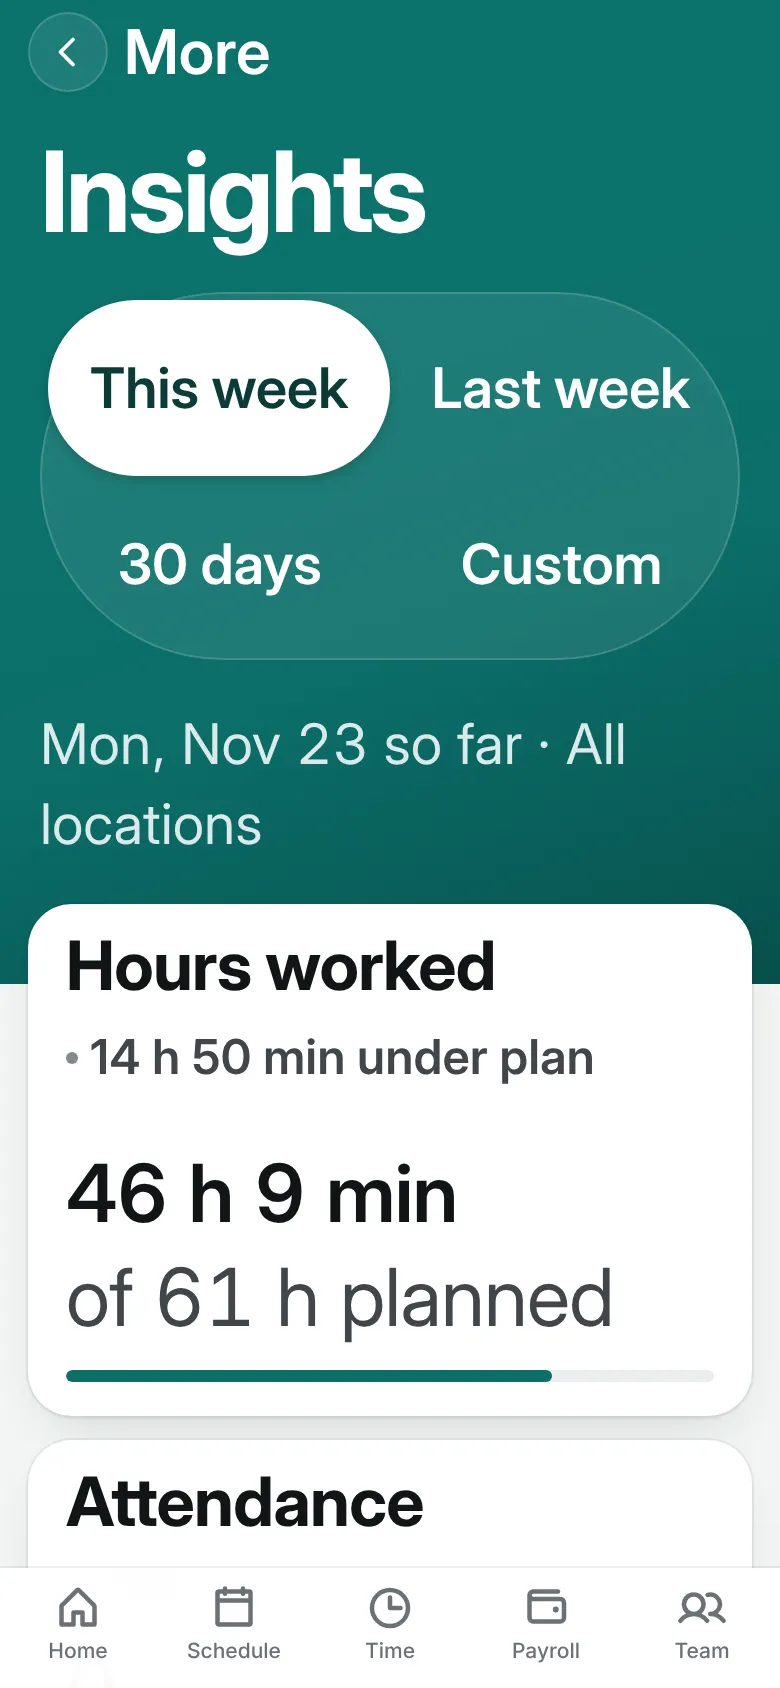 More
Insights
This week
Last week
30 days
Custom
Mon, Nov 23 so far · All
locations
Hours worked
• 14 h 50 min under plan
46 h 9 min
of 61 h planned
Attendance
Home
Schedule
Time
Payroll
Team